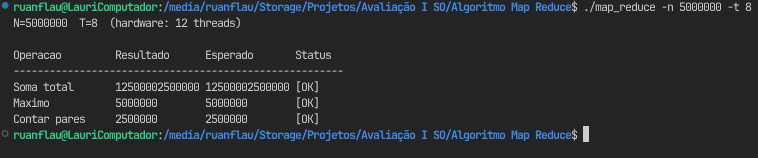 ruanflau@LauriComputador:/media/ruanflau/Storage/Projetos/Avaliação I SO/Algoritmo Map Reduce$ ./map_reduce -n 5000000 -t 8
N=5000000  T=8  (hardware: 12 threads)
Operacao       Resultado      Esperado       Status
-------------------------------------------------------
Soma total     12500002500000 12500002500000 [OK]
Maximo         5000000        5000000        [OK]
Contar pares   2500000        2500000        [OK]
ruanflau@LauriComputador:/media/ruanflau/Storage/Projetos/Avaliação I SO/Algoritmo Map Reduce$